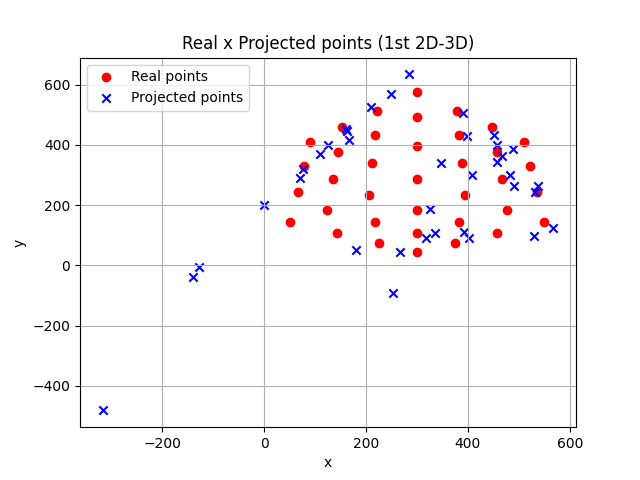 Real x Projected points (1st 2D-3D)
Real points
Projected points
600
400
200
0
−200
−400
y
−200
0
200
400
600
x